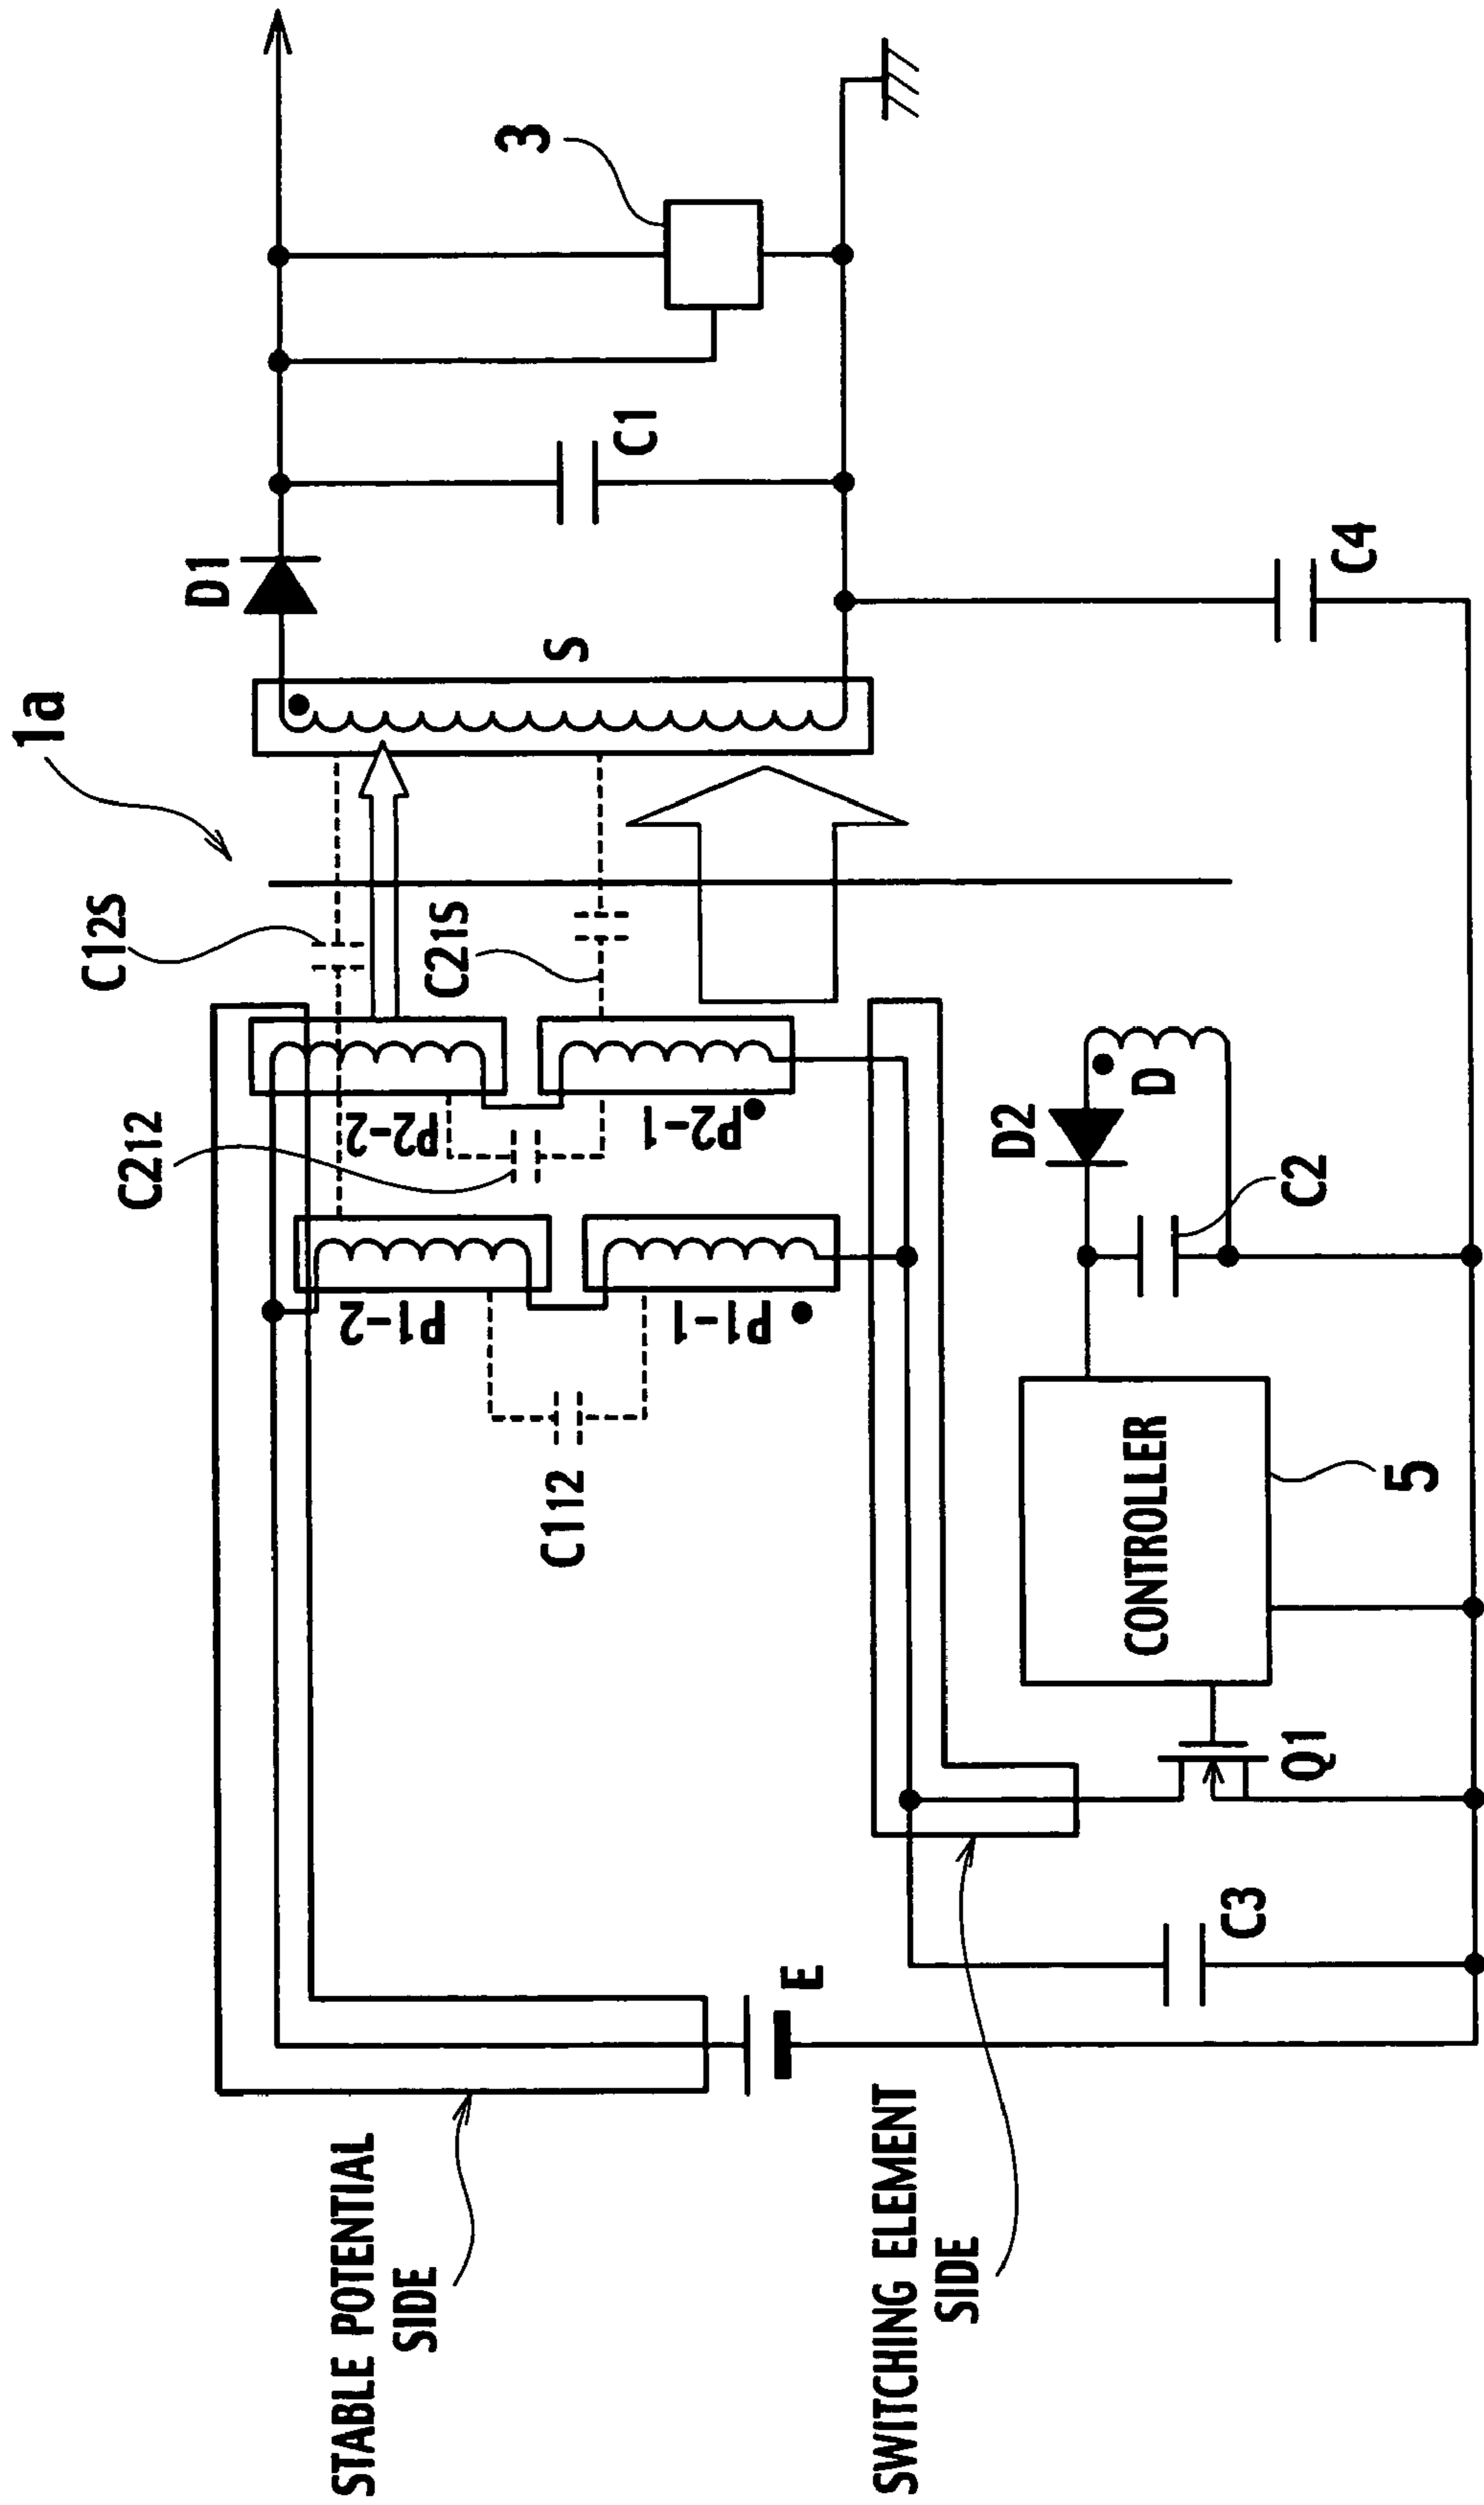 1a
C12S
D1
3
C212
C21S
S
C1
P2-2
P2-1
P1-2
P1-1
C112
D2
D
C2
C4
CONTROLLER
5
Q1
C3
E
STABLE POTENTIAL
SIDE
SWITCHING ELEMENT
SIDE